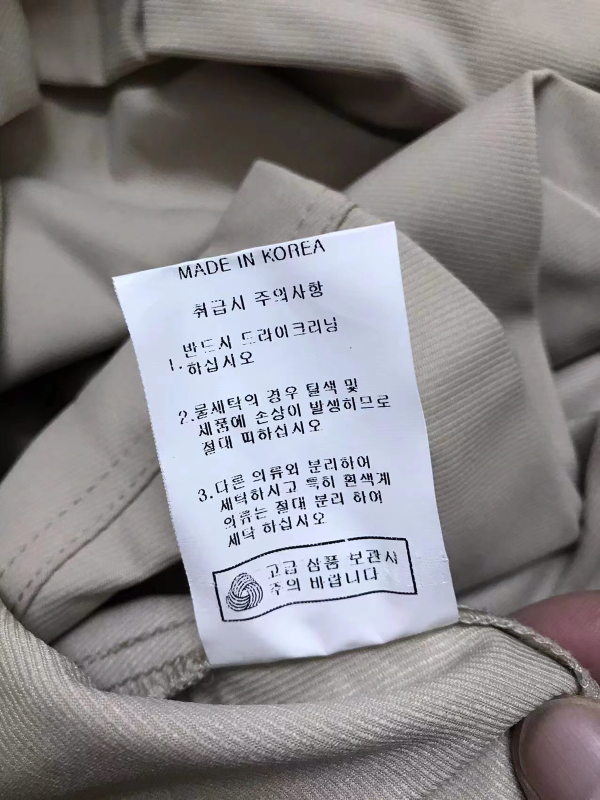 MADE IN KOREA
취급시 주의사항
1. 반드시 드라이크리닝
하십시오
2. 물세탁의 경우 탈색 및
세품에 손상이 발생하므로
절대 피하십시오
3. 다른 의류와 분리하여
세탁하시고 특히 흰색계
의류는 절대 분리 하여
세탁 하십시오
고급 심품 보관시
주의 바랍니다